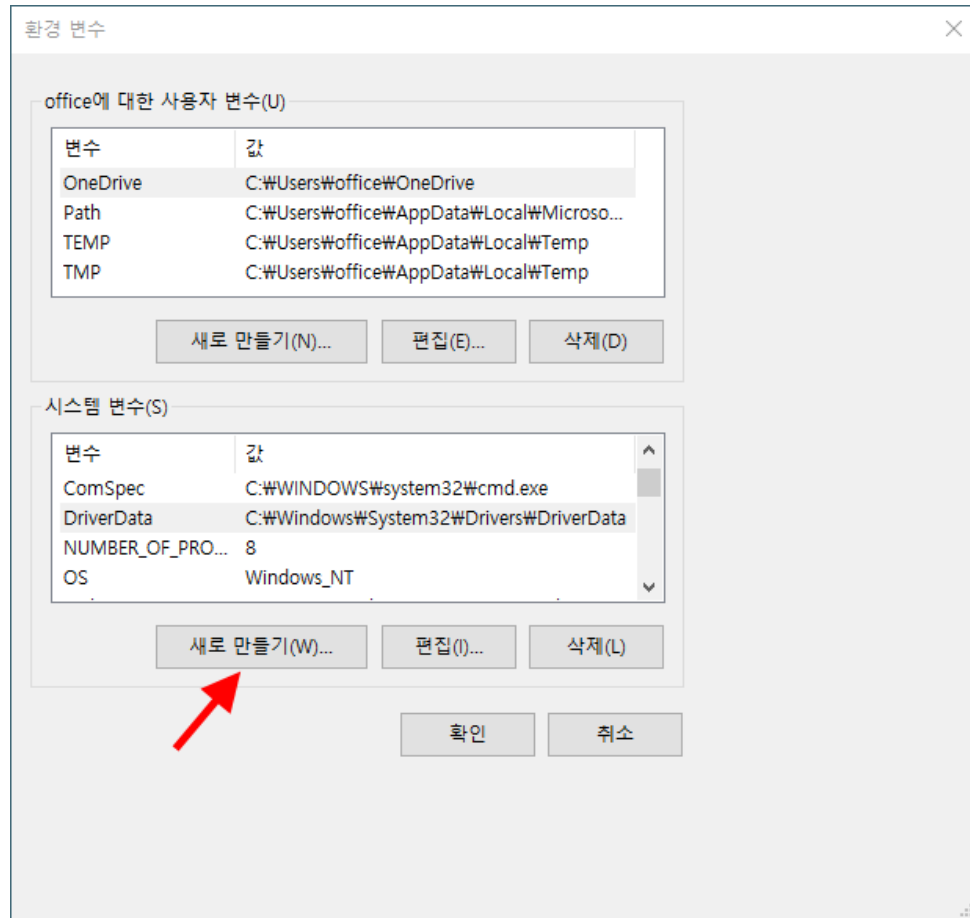 환경 변수
office에 대한 사용자 변수(U)
변수 값
OneDrive C:₩Users₩office₩OneDrive
Path C:₩Users₩office₩AppData₩Local₩Microso...
TEMP C:₩Users₩office₩AppData₩Local₩Temp
TMP C:₩Users₩office₩AppData₩Local₩Temp
새로 만들기(N)... 편집(E)... 삭제(D)
시스템 변수(S)
변수 값
ComSpec C:₩WINDOWS₩system32₩cmd.exe
DriverData C:₩Windows₩System32₩Drivers₩DriverData
NUMBER_OF_PRO... 8
OS Windows_NT
새로 만들기(W)... 편집(I)... 삭제(L)
확인 취소